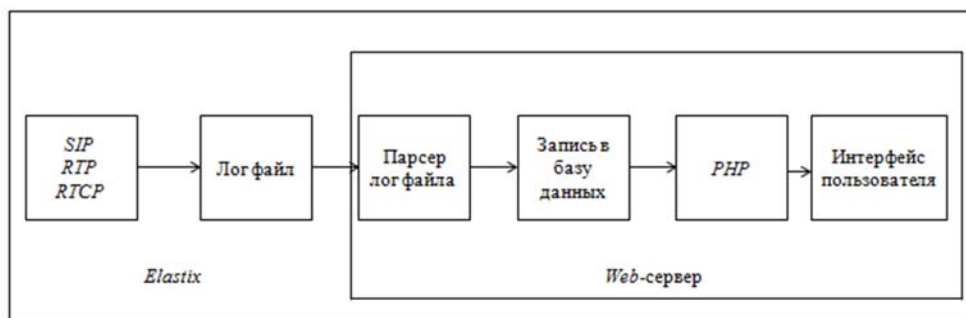 SIP
RTP
RTCP
Лог файл
Парсер
лог файла
Запись в
базу
данных
PHP
Интерфейс
пользователя
Elastix
Web-сервер